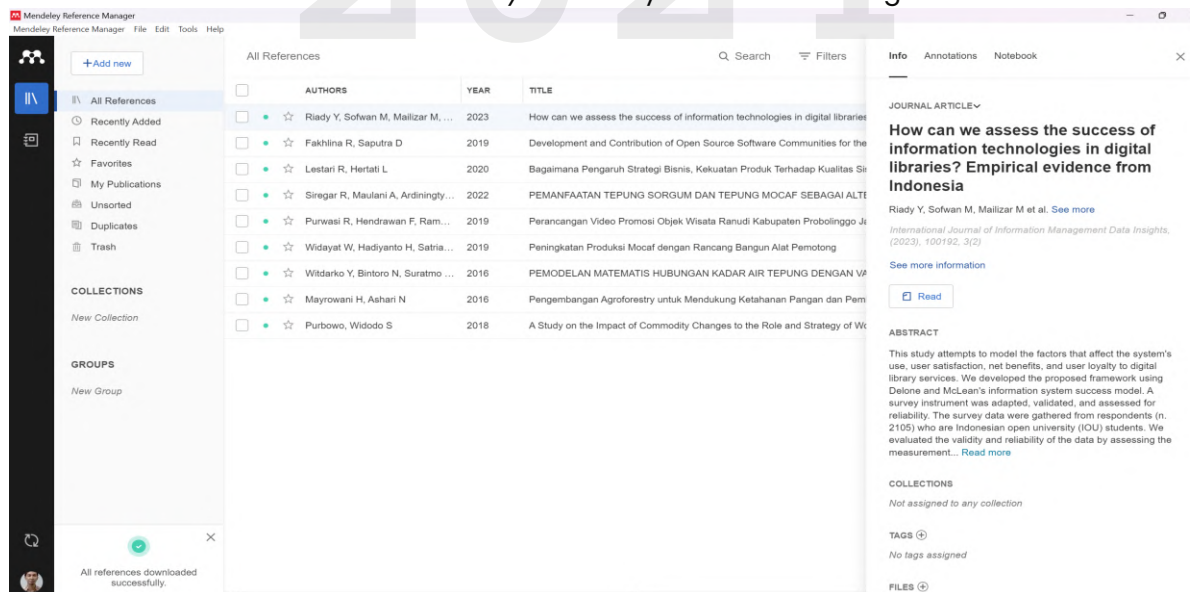 2021
Mendeley Reference Manager
Mendeley Reference Manager File Edit Tools Help
+Add new
All References
Recently Added
Recently Read
Favorites
My Publications
Unsorted
Duplicates
Trash
COLLECTIONS
New Collection
GROUPS
New Group
All references downloaded
successfully.
All References Search Filters
AUTHORS YEAR TITLE
Riady Y, Sofwan M, Mailizar M, ... 2023 How can we assess the success of information technologies in digital libraries
Fakhlina R, Saputra D 2019 Development and Contribution of Open Source Software Communities for the
Lestari R, Hertati L 2020 Bagaimana Pengaruh Strategi Bisnis, Kekuatan Produk Terhadap Kualitas
Siregar R, Maulani A, Ardiningty... 2022 PEMANFAATAN TEPUNG SORGUM DAN TEPUNG MOCAF SEBAGAI
Purwasi R, Hendrawan F, Ram... 2019 Perancangan Video Promosi Objek Wisata Ranudi Kabupaten Probolinggo
Widayat W, Hadiyanto H, Satria... 2019 Peningkatan Produksi Mocaf dengan Rancang Bangun Alat Pemotong
Witdarko Y, Bintoro N, Suratmo ... 2016 PEMODELAN MATEMATIS HUBUNGAN KADAR AIR TEPUNG DENGAN
Mayrowani H, Ashari N 2016 Pengembangan Agroforestry untuk Mendukung Ketahanan Pangan dan
Purbowo, Widodo S 2018 A Study on the Impact of Commodity Changes to the Role and Strategy of
Info Annotations Notebook
JOURNAL ARTICLE
How can we assess the success of
information technologies in digital
libraries? Empirical evidence from
Indonesia
Riady Y, Sofwan M, Mailizar M et al. See more
International Journal of Information Management Data Insights,
(2023), 100192, 3(2)
See more information
Read
ABSTRACT
This study attempts to model the factors that affect the system's
use, user satisfaction, net benefits, and user loyalty to digital
library services. We developed the proposed framework using
Delone and McLean's information system success model. A
survey instrument was adapted, validated, and assessed for
reliability. The survey data were gathered from respondents (n.
2105) who are Indonesian open university (IOU) students. We
evaluated the validity and reliability of the data by assessing the
measurement... Read more
COLLECTIONS
Not assigned to any collection
TAGS
No tags assigned
FILES